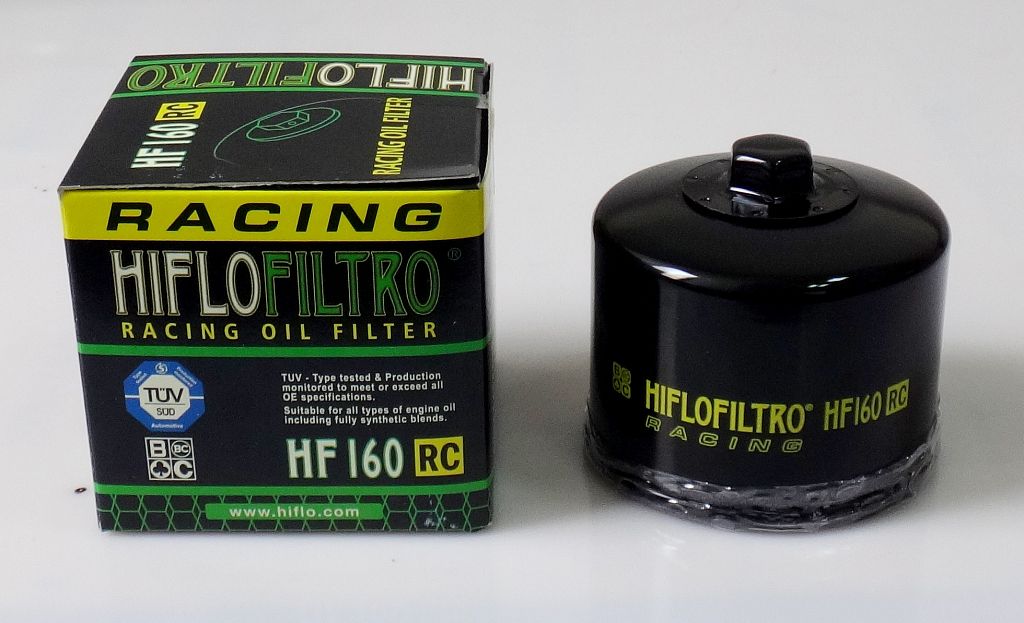 HIFLOFILTRO
HF160 RC
RACING OIL FILTER
RACING
HIFLOFILTRO®
RACING OIL FILTER
TÜV
SÜD
Automotive
TUV - Type tested & Production
monitored to meet or exceed all
OE specifications.
Suitable for all types of engine oil
including fully synthetic blends.
B BC
C
HF160 RC
www.hiflo.com
HIFLOFILTRO® HF160 RC
RACING